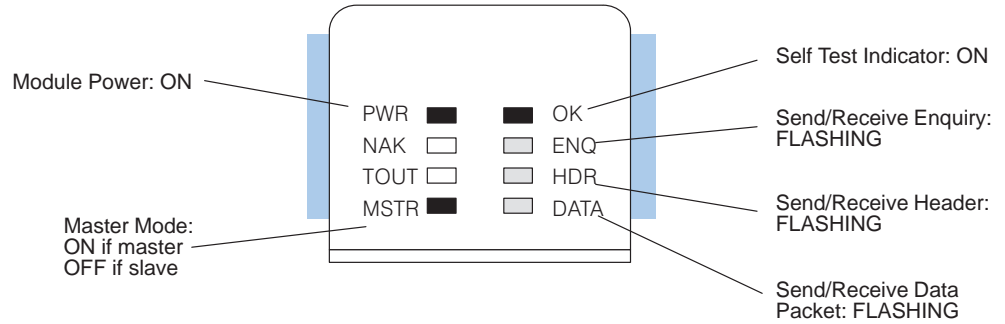 Module Power: ON
Self Test Indicator: ON
PWR
OK
Send/Receive Enquiry:
FLASHING
NAK
ENQ
TOUT
HDR
MSTR
DATA
Send/Receive Header:
FLASHING
Master Mode:
ON if master
OFF if slave
Send/Receive Data
Packet: FLASHING